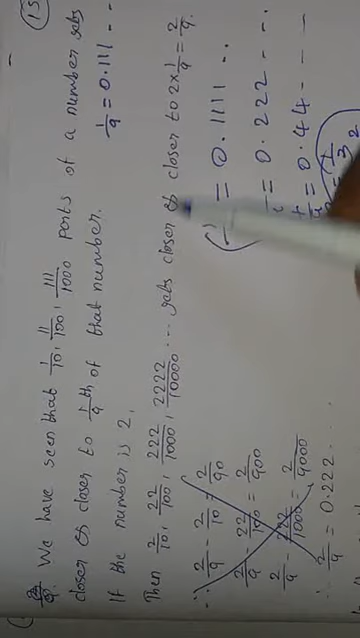 (15)
We have seen that 1/10, 11/100, 111/1000 parts of a number gets
closer & closer to 1/9 th of that number. 1/9 = 0.111 - -
If the number is 2,
Then 2/10, 22/100, 222/1000, 2222/10000 ... gets closer & closer to 2 x 1/9 = 2/9.
∴ 2/9 - 2/10 = 2/90
2/9 - 22/100 = 2/900
2/9 - 222/1000 = 2/9000
∴ 2/9 = 0.222 . . .
= 0.1111 . .
= 0.222 - - -
= 0.44 - - -